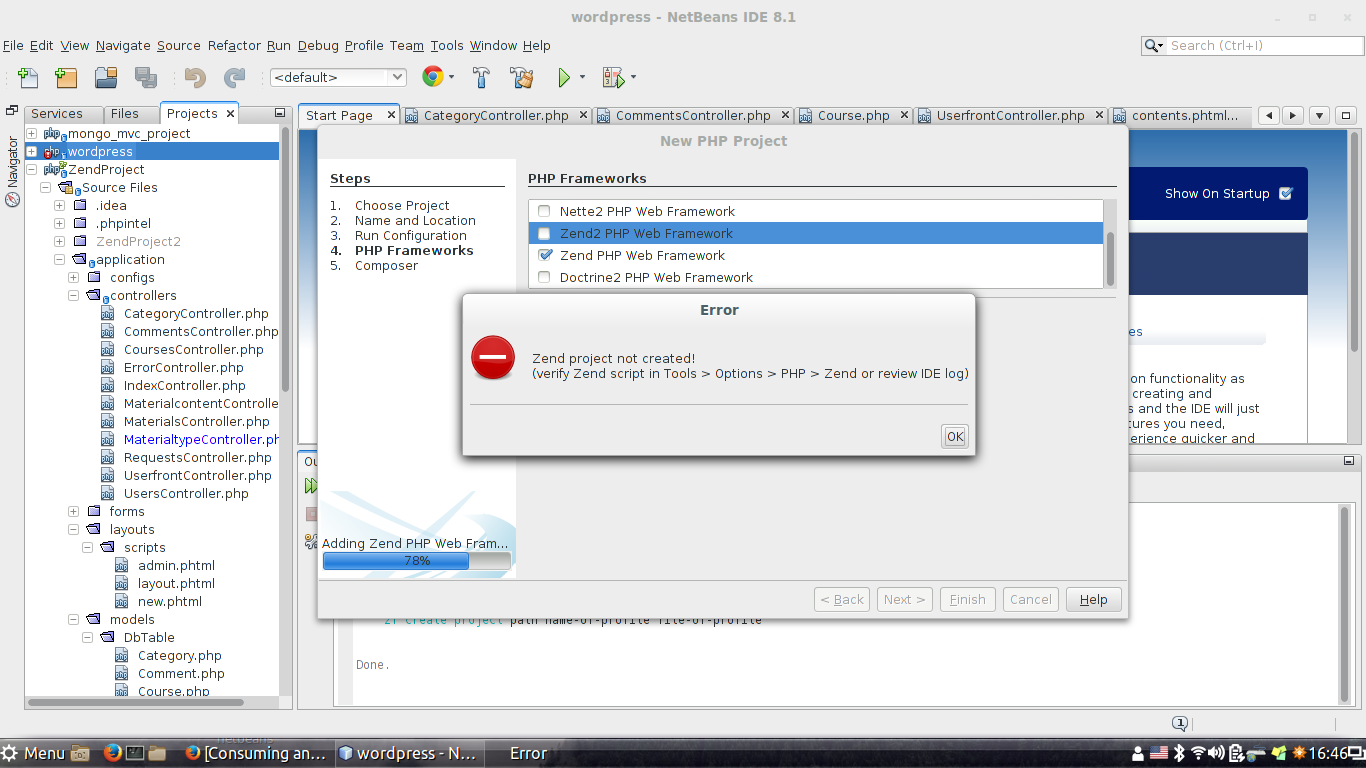 wordpress - NetBeans IDE 8.1
File Edit View Navigate Source Refactor Run Debug Profile Team Tools Window Help
Search (Ctrl+I)
<default>
Services Files Projects
Start Page CategoryController.php CommentsController.php Course.php UserfrontController.php contents.phtml...
Navigator
mongo_mvc_project
wordpress
ZendProject
Source Files
.idea
.phpintel
ZendProject2
application
configs
controllers
CategoryController.php
CommentsController.php
CoursesController.php
ErrorController.php
IndexController.php
MaterialcontentControlle
MaterialsController.php
MaterialtypeController.ph
RequestsController.php
UserfrontController.php
UsersController.php
forms
layouts
scripts
admin.phtml
layout.phtml
new.phtml
models
DbTable
Category.php
Comment.php
Course.php
New PHP Project
Steps
1. Choose Project
2. Name and Location
3. Run Configuration
4. PHP Frameworks
5. Composer
PHP Frameworks
Nette2 PHP Web Framework
Zend2 PHP Web Framework
Zend PHP Web Framework
Doctrine2 PHP Web Framework
Error
Zend project not created!
(verify Zend script in Tools > Options > PHP > Zend or review IDE log)
OK
Adding Zend PHP Web Fram...
78%
< Back Next > Finish Cancel Help
Show On Startup
es
on functionality as
creating and
s and the IDE will just
tures you need,
perience quicker and
Ou
zf create project path name-of-profile file-of-profile
Done.
1
netbeans
Menu
[Consuming an...
wordpress - N...
Error
16:46